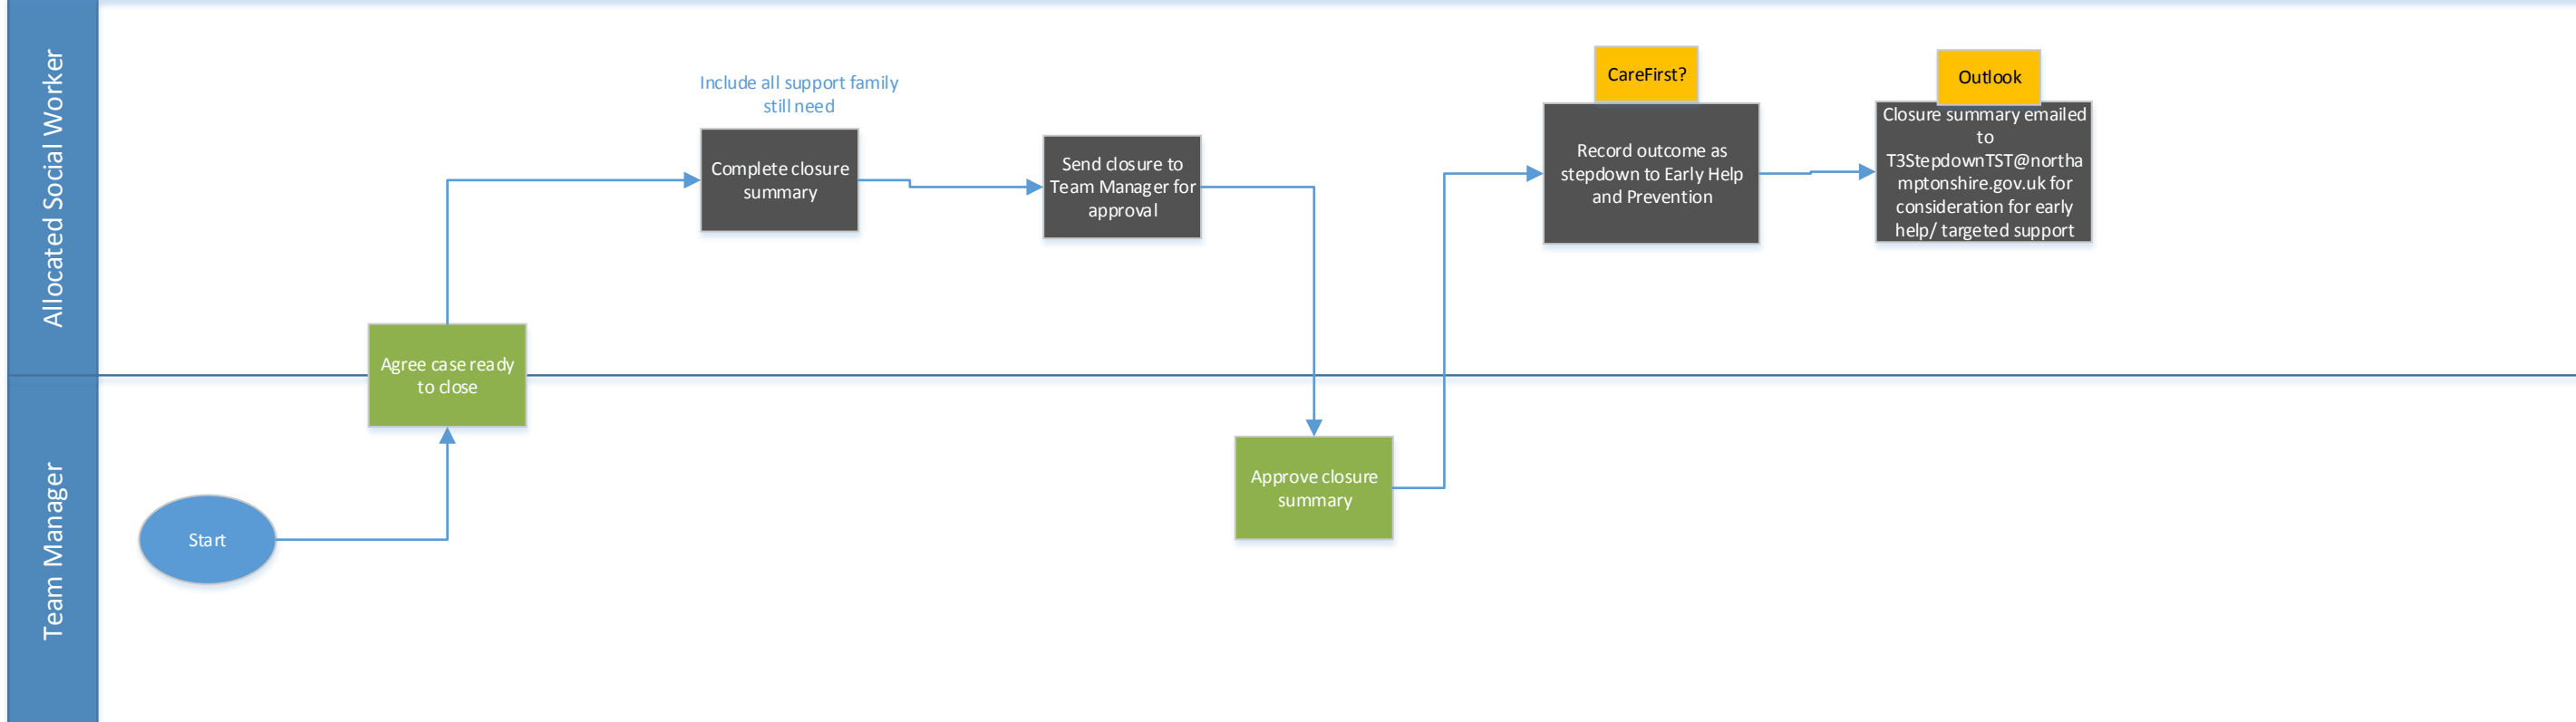 Allocated Social Worker
Include all support family
still need
CareFirst?
Outlook
Complete closure
summary
Send closure to
Team Manager for
approval
Record outcome as
stepdown to Early Help
and Prevention
Closure summary emailed
to
T3StepdownTST@northa
mptonshire.gov.uk for
consideration for early
help/ targeted support
Agree case ready
to close
Team Manager
Start
Approve closure
summary